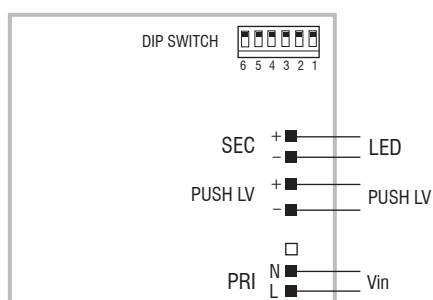 DIP SWITCH
6 5 4 3 2 1
SEC + LED
−
PUSH LV + PUSH LV
−
PRI N Vin
L